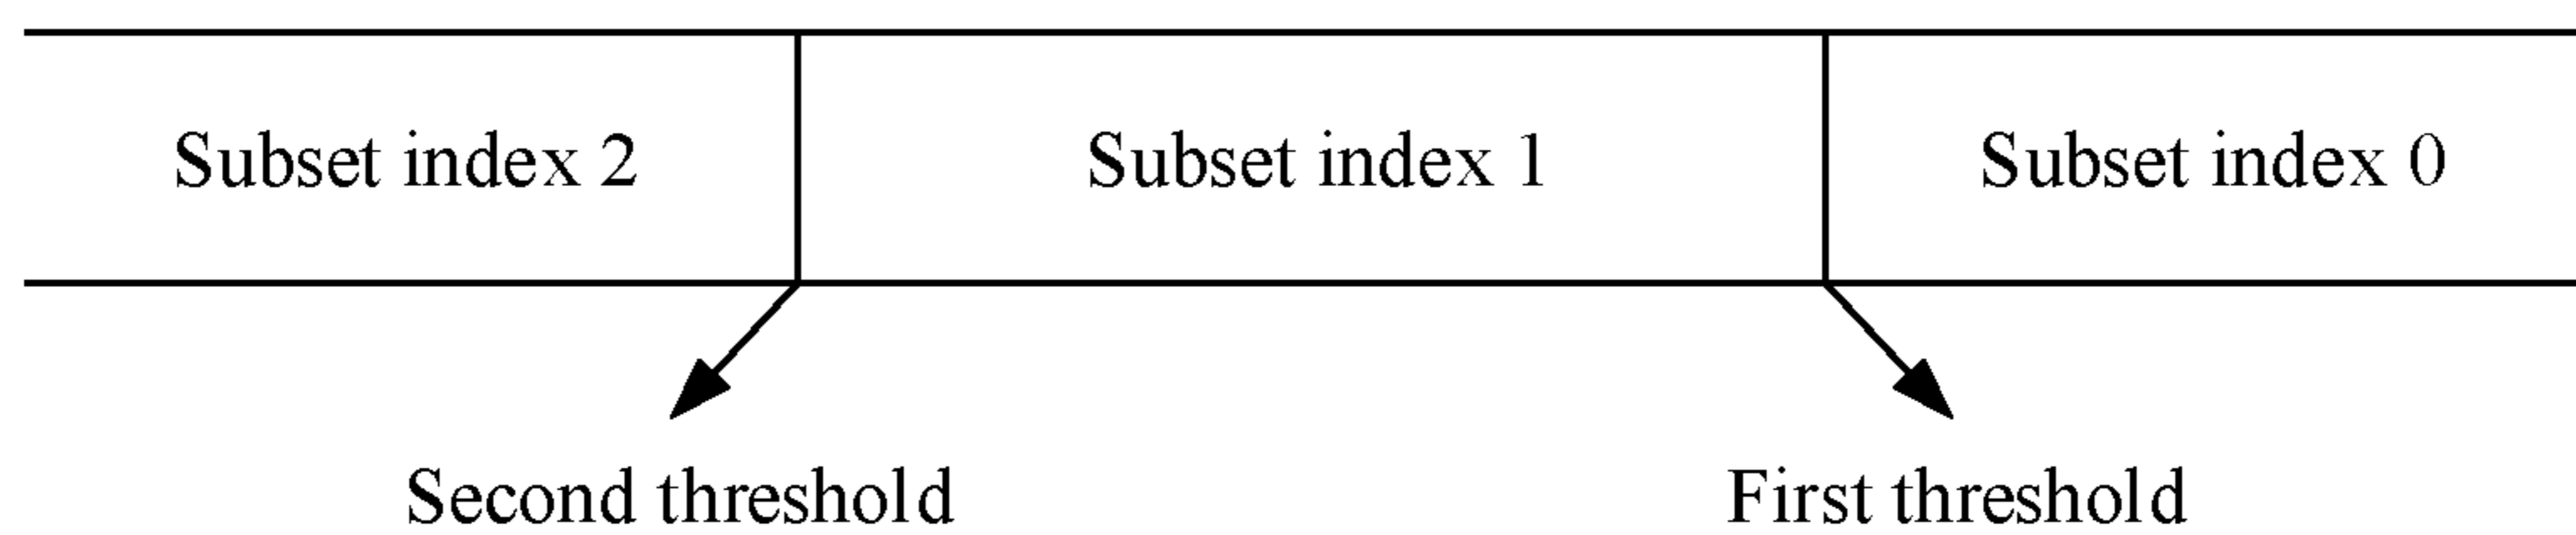 Subset index 2
Subset index 1
Subset index 0
Second threshold
First threshold